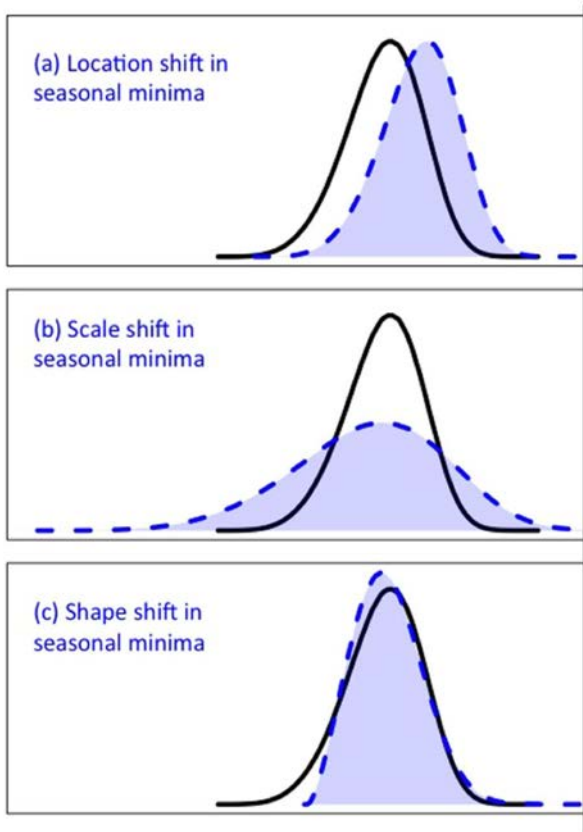 (a) Location shift in
seasonal minima
(b) Scale shift in
seasonal minima
(c) Shape shift in
seasonal minima